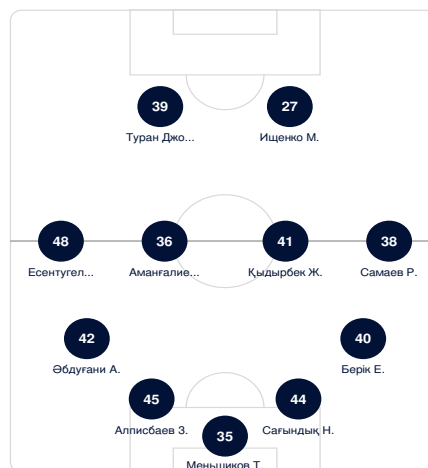 39 27
Туран Джо... Ищенко М.
48 36 41 38
Есентугел... Аманғалие... Қыдырбек Ж. Самаев Р.
42 40
Әбдуғани А. Берік Е.
45 44
Алписбаев З. Сағындық Н.
35
Меньшиков Т.